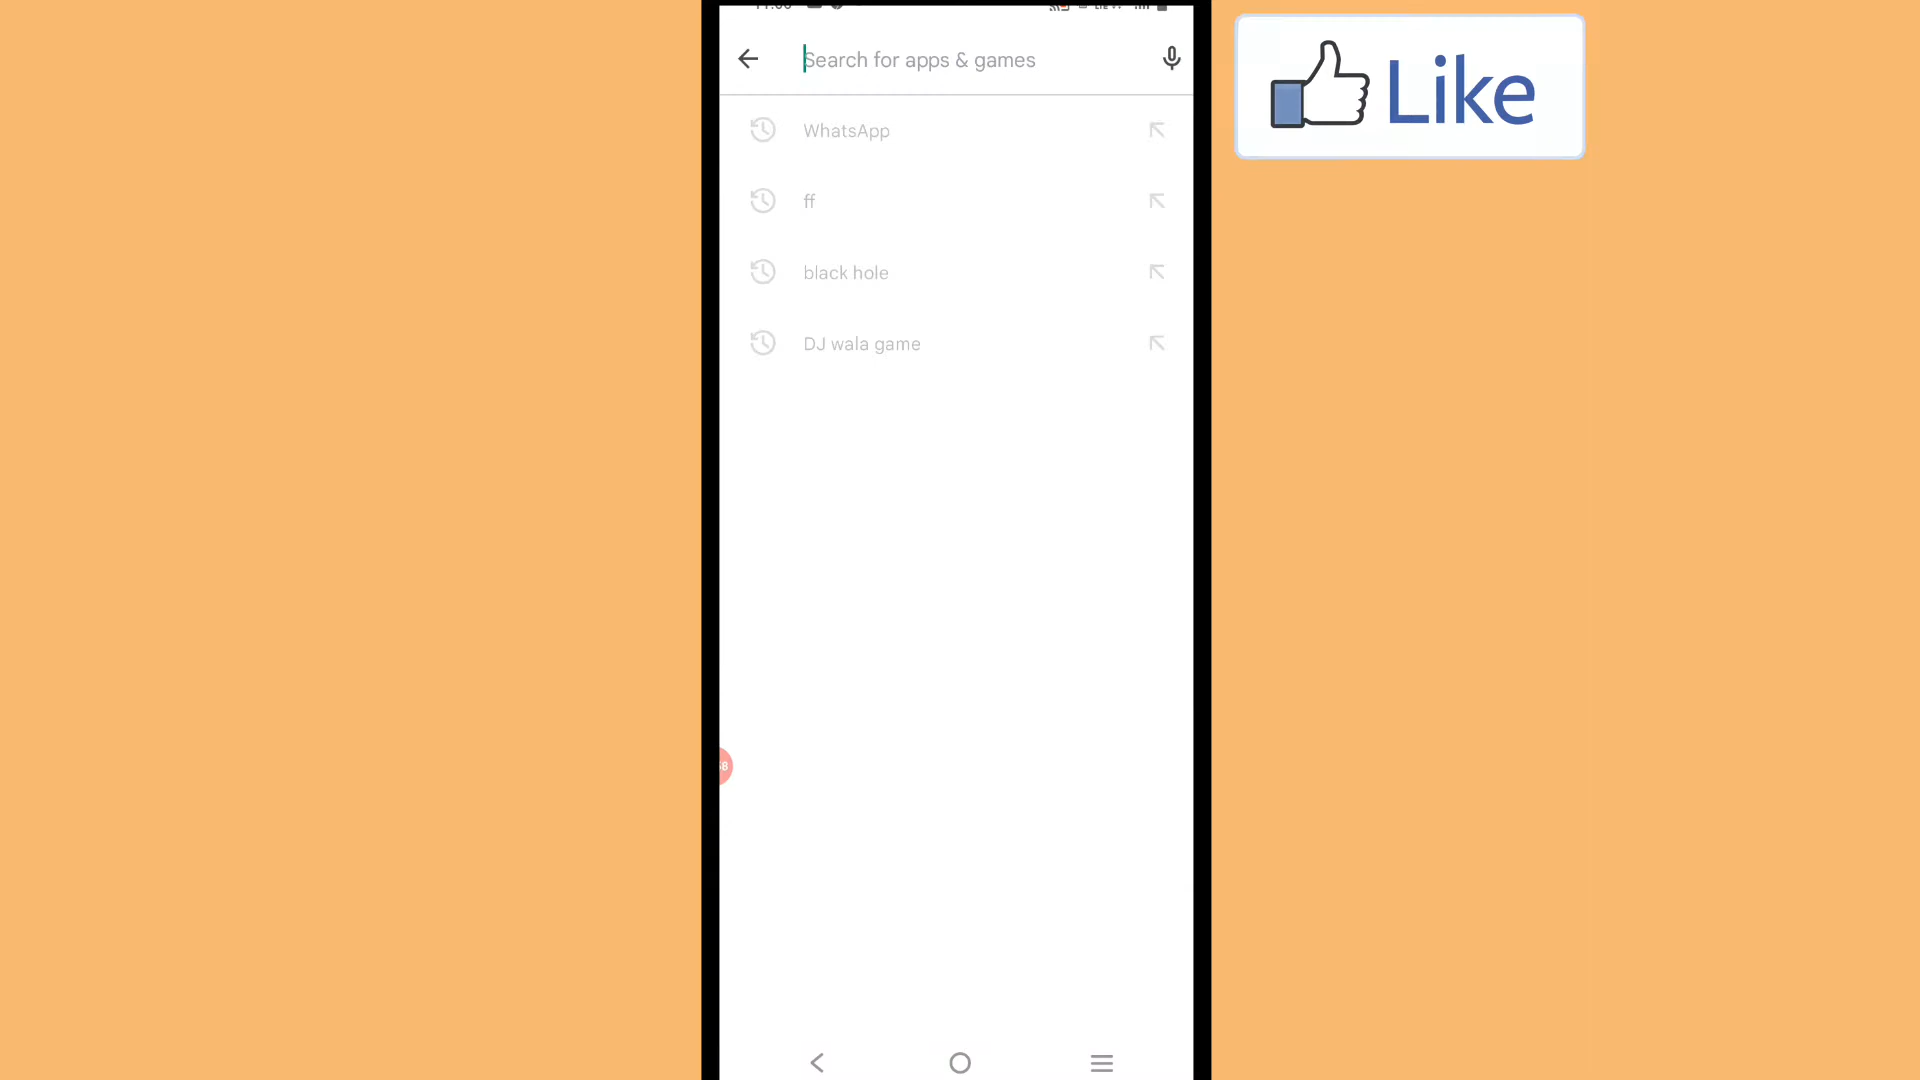 Search for apps & games
Like
WhatsApp
ff
black hole
DJ wala game